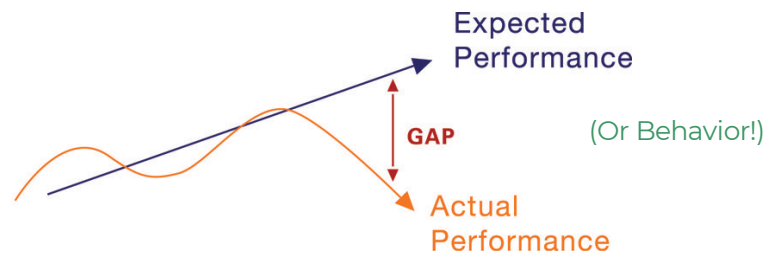 Expected
Performance
GAP
(Or Behavior!)
Actual
Performance